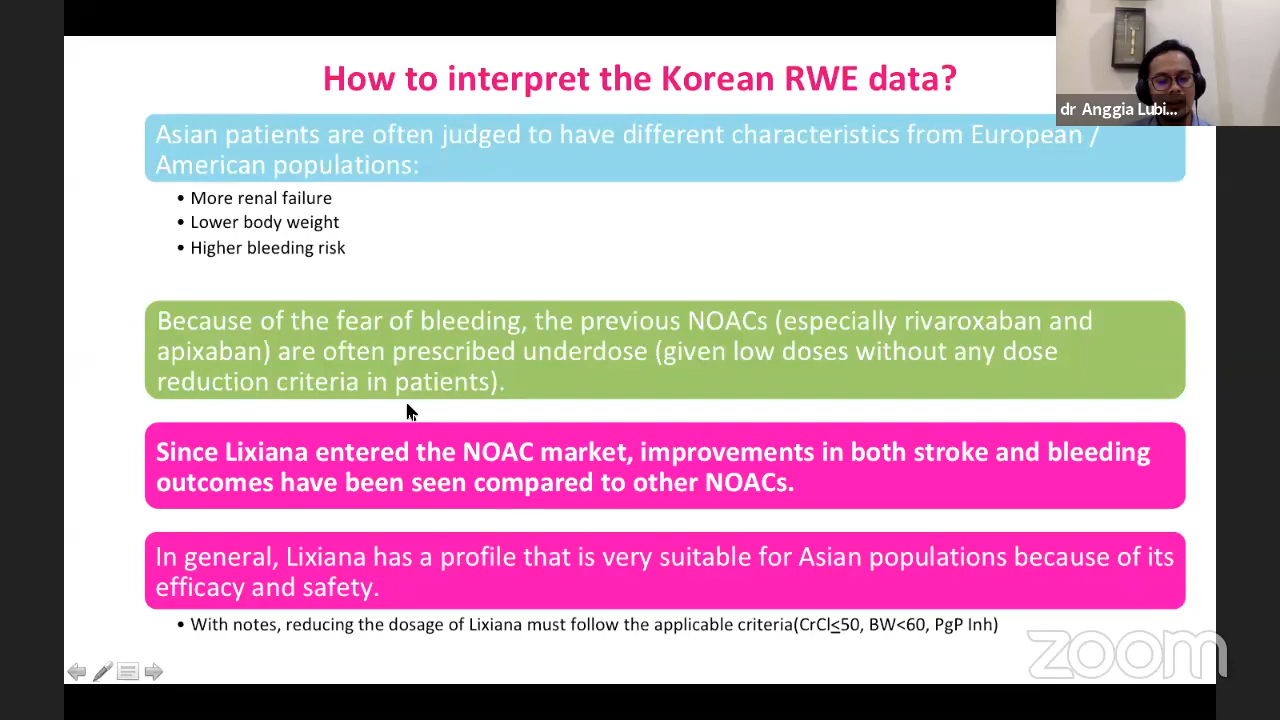 How to interpret the Korean RWE data?
dr Anggia Lubi...
Asian patients are often judged to have different characteristics from European /
American populations:
• More renal failure
• Lower body weight
• Higher bleeding risk
Because of the fear of bleeding, the previous NOACs (especially rivaroxaban and
apixaban) are often prescribed underdose (given low doses without any dose
reduction criteria in patients).
Since Lixiana entered the NOAC market, improvements in both stroke and bleeding
outcomes have been seen compared to other NOACs.
In general, Lixiana has a profile that is very suitable for Asian populations because of its
efficacy and safety.
• With notes, reducing the dosage of Lixiana must follow the applicable criteria(CrCl≤50, BW<60, PgP Inh)
zoom